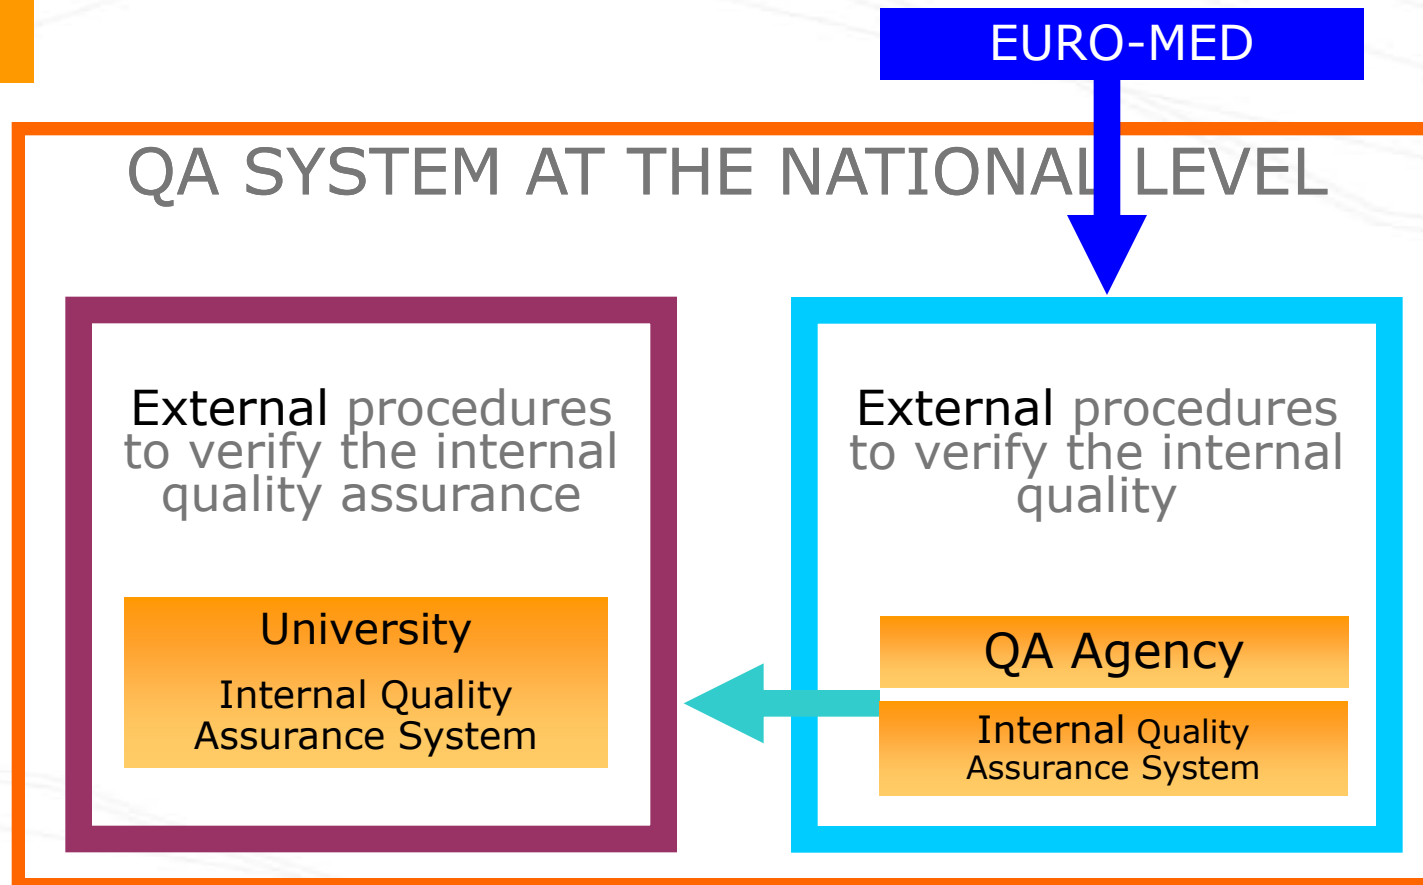 EURO-MED
QA SYSTEM AT THE NATIONAL LEVEL
External procedures
to verify the internal
quality assurance
University
Internal Quality
Assurance System
External procedures
to verify the internal
quality
QA Agency
Internal Quality
Assurance System